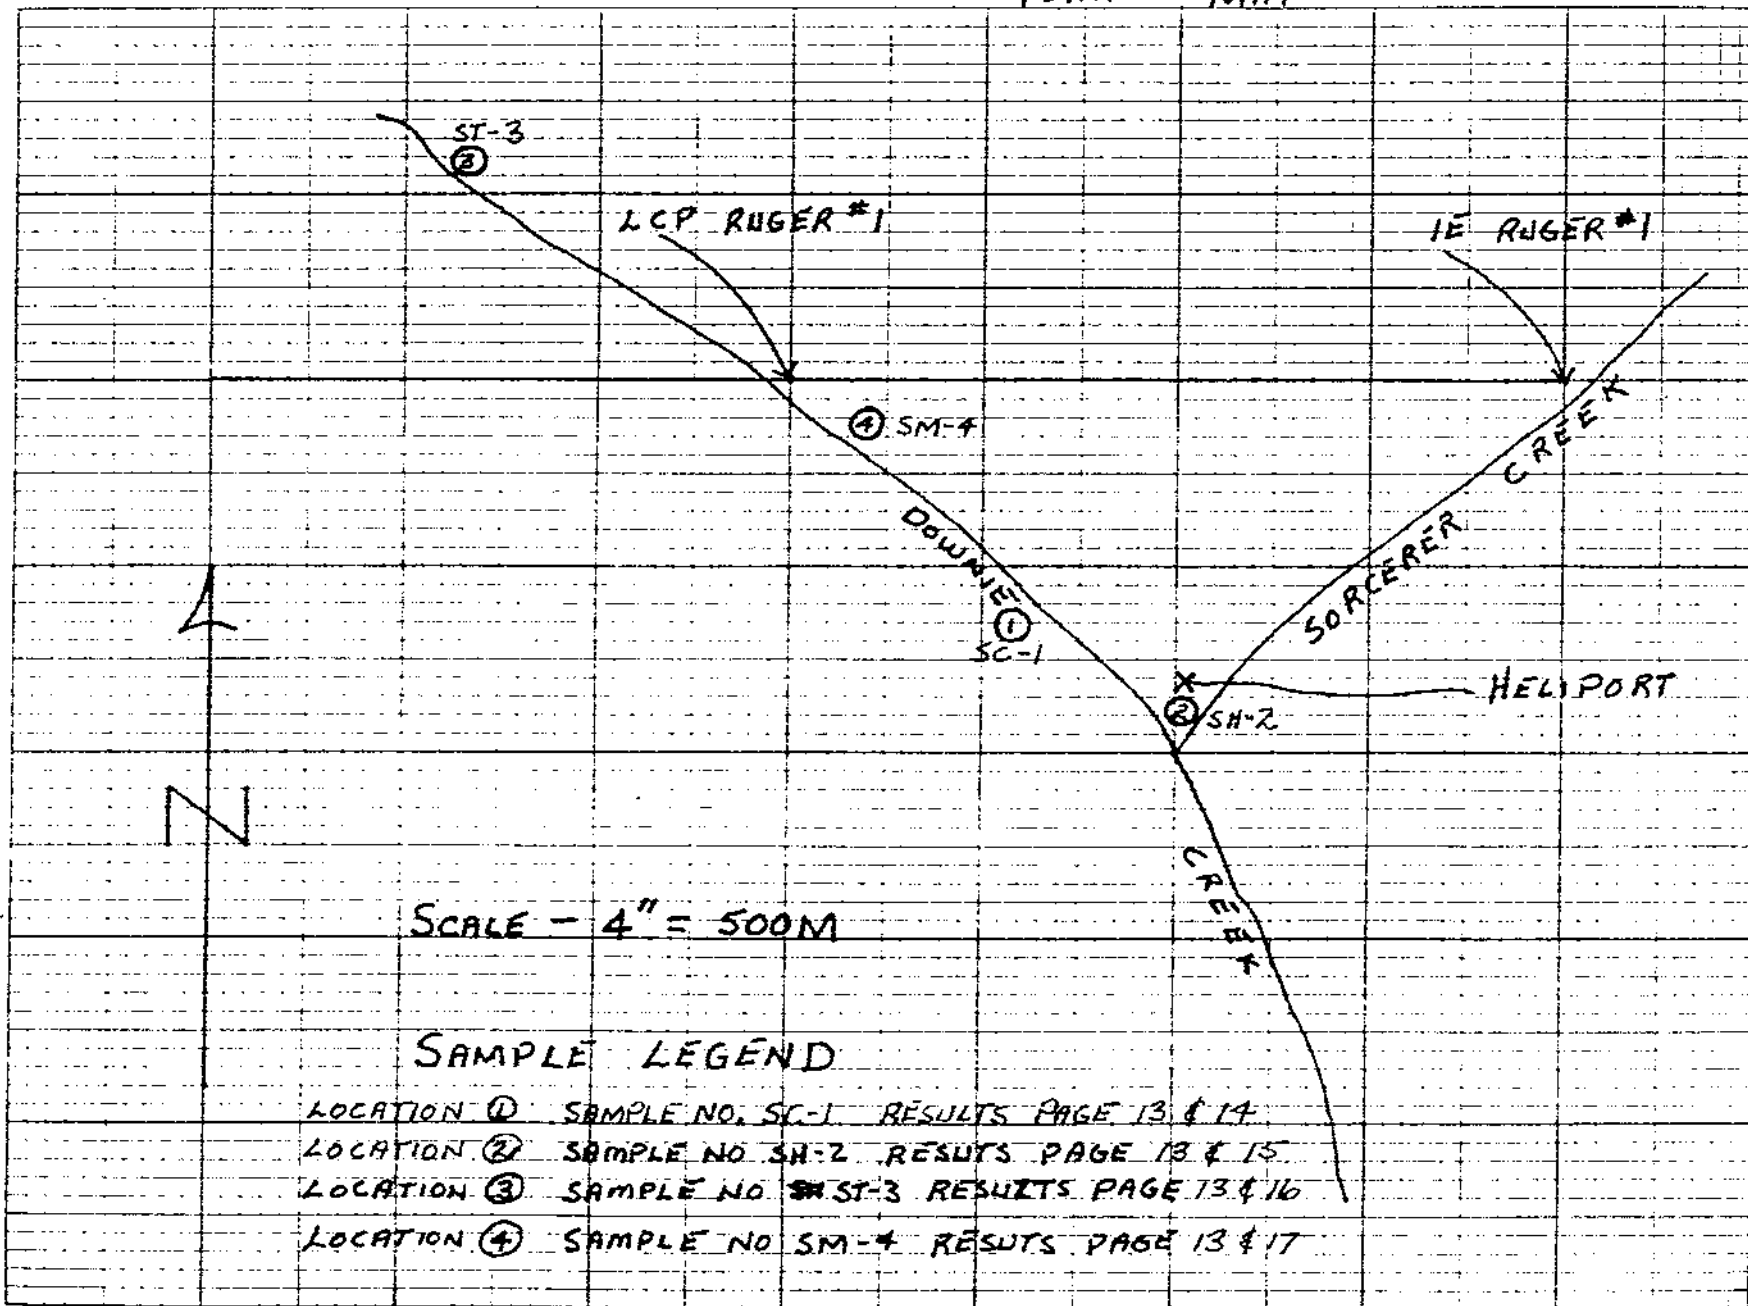 ST-3
3
LCP RUGER #1
IE RUGER #1
4 SM-4
DOWNIE
CREEK
SORCERER
1
SC-1
HELIPORT
2 SH-2
N
CREEK
SCALE - 4" = 500M
SAMPLE LEGEND
LOCATION 1 SAMPLE NO. SC-1 RESULTS PAGE 13 & 14
LOCATION 2 SAMPLE NO SH-2 RESUTS PAGE 13 & 15
LOCATION 3 SAMPLE NO ST-3 RESULTS PAGE 13 & 16
LOCATION 4 SAMPLE NO SM-4 RESUTS PAGE 13 & 17